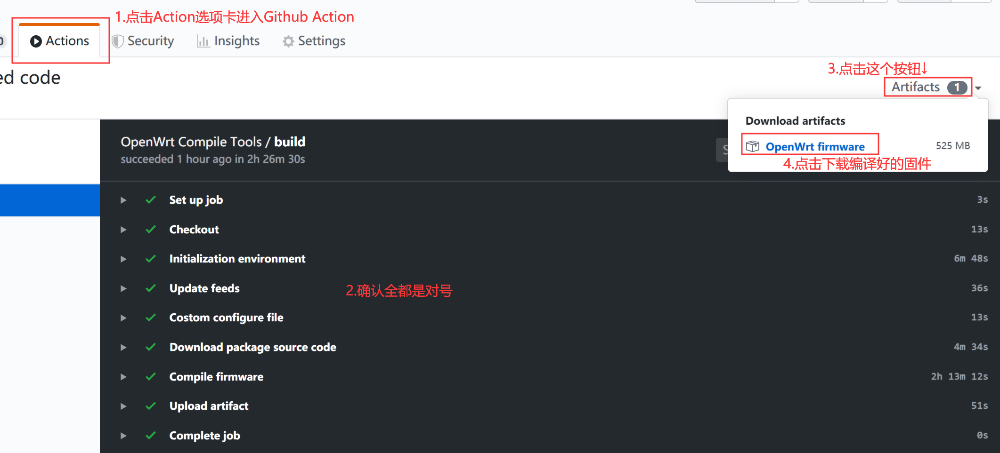 1.点击Action选项卡进入Github Action
0 Actions Security Insights Settings
3.点击这个按钮↓
ed code
Artifacts 1
Download artifacts
OpenWrt firmware 525 MB
4.点击下载编译好的固件
OpenWrt Compile Tools / build
succeeded 1 hour ago in 2h 26m 30s
S
Set up job 3s
Checkout 13s
Initialization environment 6m 48s
Update feeds 36s
2.确认全都是对号
Costom configure file 13s
Download package source code 4m 34s
Compile firmware 2h 13m 12s
Upload artifact 51s
Complete job 0s